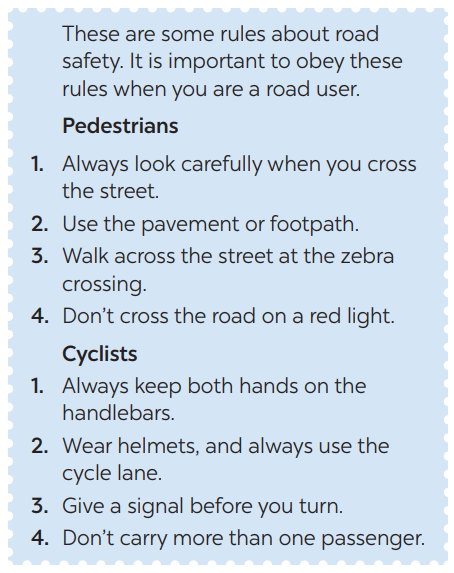 These are some rules about road
safety. It is important to obey these
rules when you are a road user.
Pedestrians
1. Always look carefully when you cross
the street.
2. Use the pavement or footpath.
3. Walk across the street at the zebra
crossing.
4. Don't cross the road on a red light.
Cyclists
1. Always keep both hands on the
handlebars.
2. Wear helmets, and always use the
cycle lane.
3. Give a signal before you turn.
4. Don't carry more than one passenger.